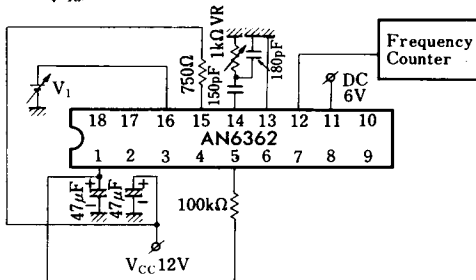 1kΩ VR
750Ω
150pF
180pF
Frequency
Counter
V1
DC
6V
18 17 16 15 14 13 12 11 10
AN6362
1 2 3 4 5 6 7 8 9
47μF
+
-
47μF
+
-
100kΩ
VCC 12V